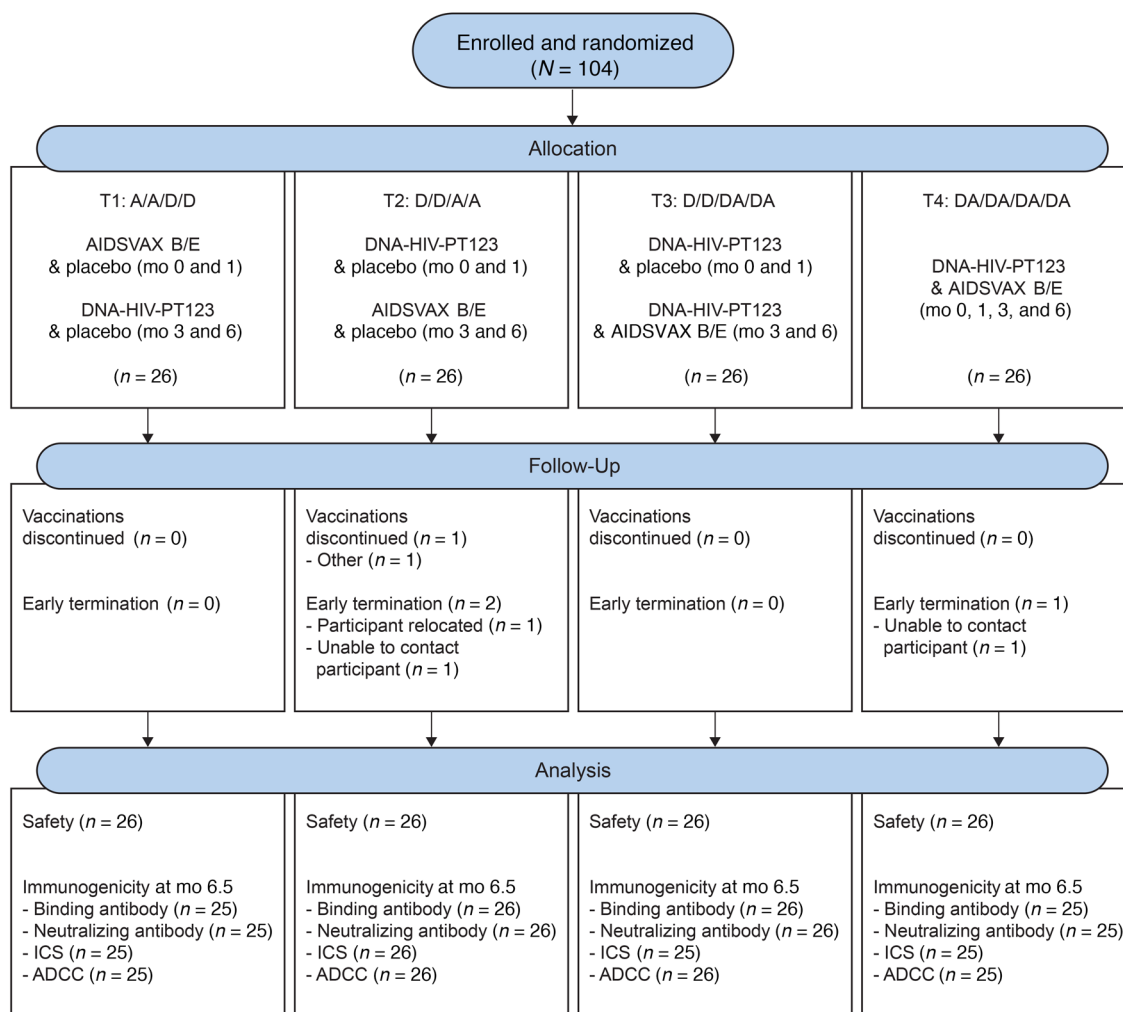 Enrolled and randomized
(N = 104)
Allocation
T1: A/A/D/D
AIDSVAX B/E
& placebo (mo 0 and 1)
DNA-HIV-PT123
& placebo (mo 3 and 6)
(n = 26)
T2: D/D/A/A
DNA-HIV-PT123
& placebo (mo 0 and 1)
AIDSVAX B/E
& placebo (mo 3 and 6)
(n = 26)
T3: D/D/DA/DA
DNA-HIV-PT123
& placebo (mo 0 and 1)
DNA-HIV-PT123
& AIDSVAX B/E (mo 3 and 6)
(n = 26)
T4: DA/DA/DA/DA
DNA-HIV-PT123
& AIDSVAX B/E
(mo 0, 1, 3, and 6)
(n = 26)
Follow-Up
Vaccinations
discontinued (n = 0)
Early termination (n = 0)
Vaccinations
discontinued (n = 1)
- Other (n = 1)
Early termination (n = 2)
- Participant relocated (n = 1)
- Unable to contact
participant (n = 1)
Vaccinations
discontinued (n = 0)
Early termination (n = 0)
Vaccinations
discontinued (n = 0)
Early termination (n = 1)
- Unable to contact
participant (n = 1)
Analysis
Safety (n = 26)
Immunogenicity at mo 6.5
- Binding antibody (n = 25)
- Neutralizing antibody (n = 25)
- ICS (n = 25)
- ADCC (n = 25)
Safety (n = 26)
Immunogenicity at mo 6.5
- Binding antibody (n = 26)
- Neutralizing antibody (n = 26)
- ICS (n = 26)
- ADCC (n = 26)
Safety (n = 26)
Immunogenicity at mo 6.5
- Binding antibody (n = 26)
- Neutralizing antibody (n = 26)
- ICS (n = 25)
- ADCC (n = 26)
Safety (n = 26)
Immunogenicity at mo 6.5
- Binding antibody (n = 25)
- Neutralizing antibody (n = 25)
- ICS (n = 25)
- ADCC (n = 25)